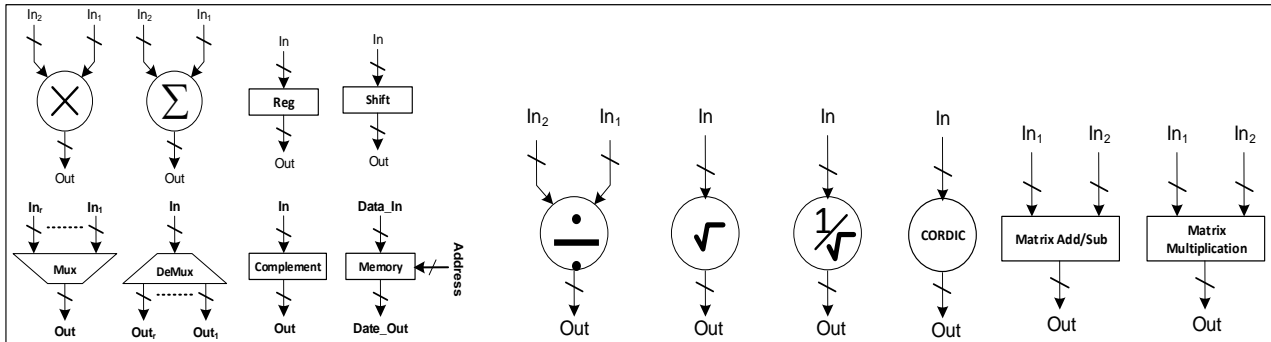 In₂ In₁ In₂ In₁
In In
× Σ Reg Shift
Out Out Out Out
Inᵣ In₁ In In Data_In
Mux DeMux Complement Memory Address
Out Outᵣ Out₁ Out Date_Out
In₂ In₁ In In In In₁ In₂ In₁ In₂
÷ √ 1/√ CORDIC Matrix Add/Sub Matrix
Multiplication
Out Out Out Out Out Out